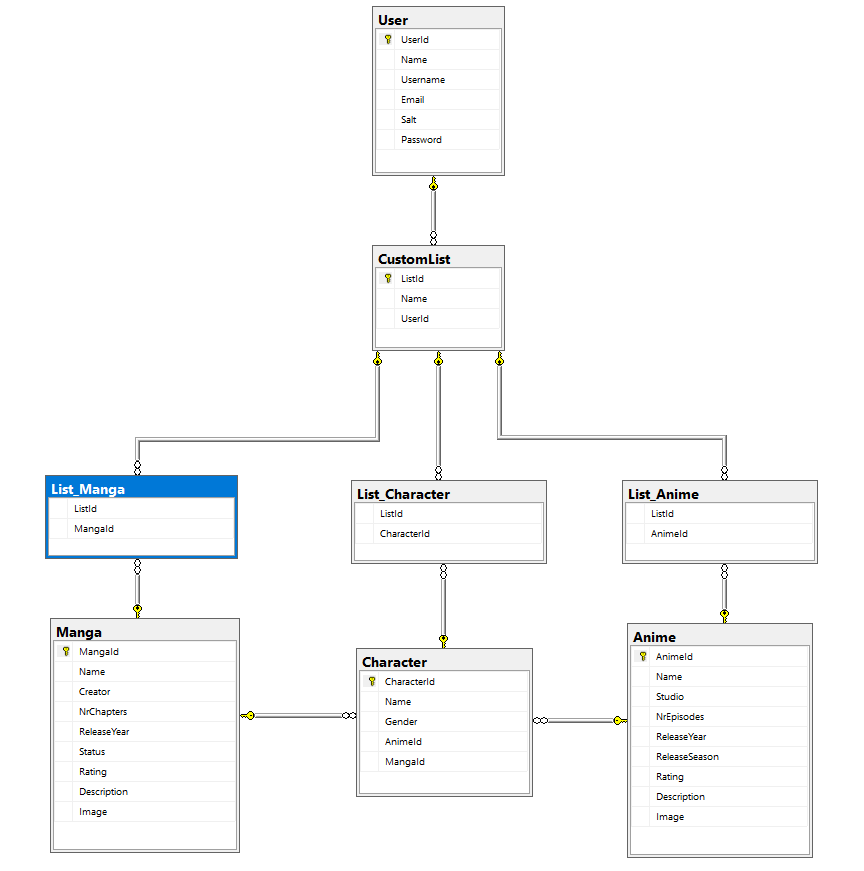 User
UserId
Name
Username
Email
Salt
Password
CustomList
ListId
Name
UserId
List_Manga
ListId
MangaId
List_Character
ListId
CharacterId
List_Anime
ListId
AnimeId
Manga
MangaId
Name
Creator
NrChapters
ReleaseYear
Status
Rating
Description
Image
Character
CharacterId
Name
Gender
AnimeId
MangaId
Anime
AnimeId
Name
Studio
NrEpisodes
ReleaseYear
ReleaseSeason
Rating
Description
Image